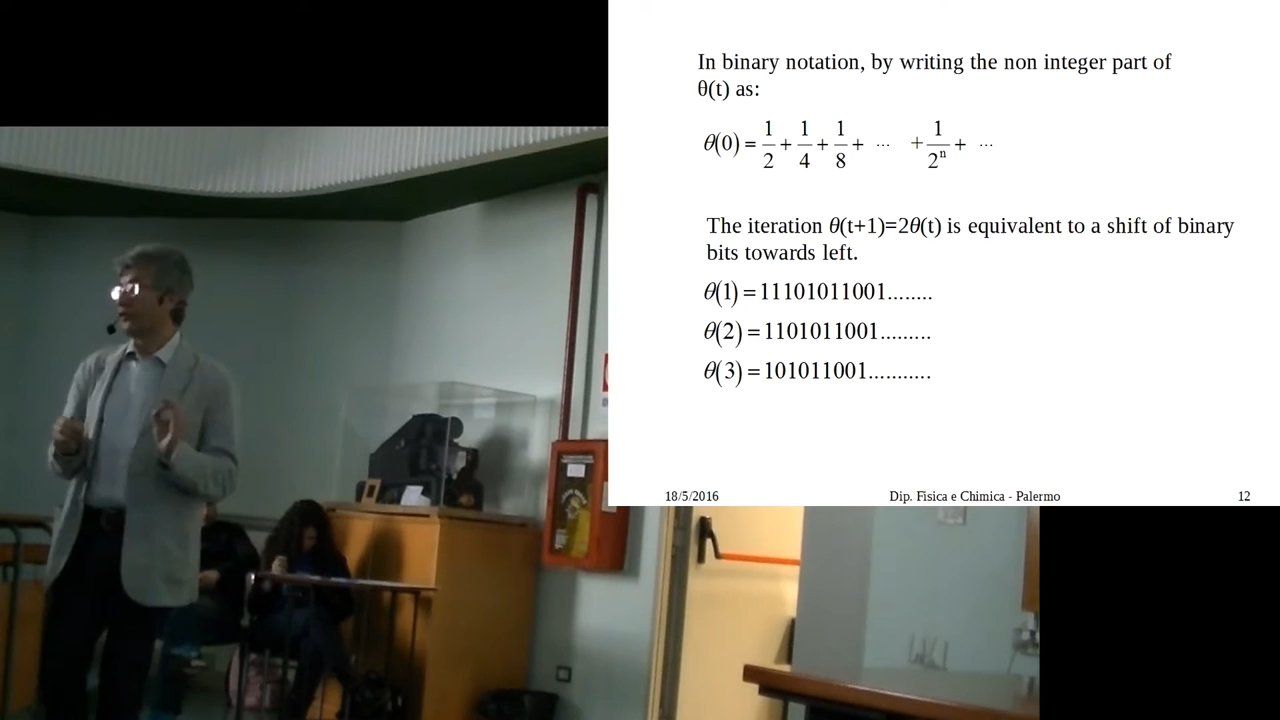 In binary notation, by writing the non integer part of
θ(t) as:
θ(0) = 1/2 + 1/4 + 1/8 + ... + 1/2ⁿ + ...
The iteration θ(t+1)=2θ(t) is equivalent to a shift of binary
bits towards left.
θ(1) = 11101011001........
θ(2) = 1101011001.........
θ(3) = 101011001...........
18/5/2016 Dip. Fisica e Chimica - Palermo 12